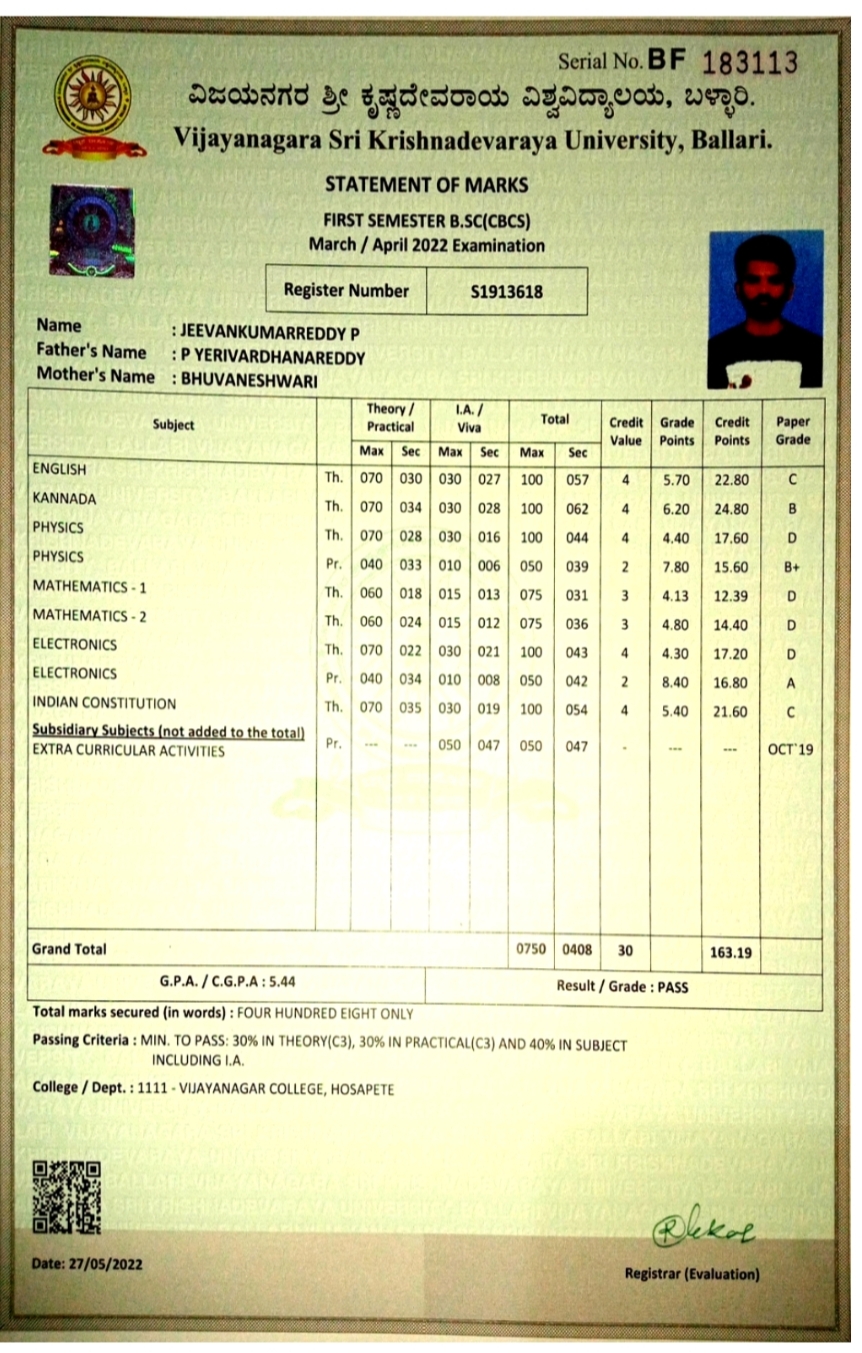 Serial No. BF 183113
ವಿಜಯನಗರ ಶ್ರೀ ಕೃಷ್ಣದೇವರಾಯ ವಿಶ್ವವಿದ್ಯಾಲಯ, ಬಳ್ಳಾರಿ.
Vijayanagara Sri Krishnadevaraya University, Ballari.
STATEMENT OF MARKS
FIRST SEMESTER B.SC(CBCS)
March / April 2022 Examination
Register Number S1913618
Name : JEEVANKUMARREDDY P
Father's Name : P YERIVARDHANAREDDY
Mother's Name : BHUVANESHWARI
Subject Theory / Practical I.A. / Viva Total Credit Value Grade Points Credit Points Paper Grade
Max Sec Max Sec Max Sec
ENGLISH Th. 070 030 030 027 100 057 4 5.70 22.80 C
KANNADA Th. 070 034 030 028 100 062 4 6.20 24.80 B
PHYSICS Th. 070 028 030 016 100 044 4 4.40 17.60 D
PHYSICS Pr. 040 033 010 006 050 039 2 7.80 15.60 B+
MATHEMATICS - 1 Th. 060 018 015 013 075 031 3 4.13 12.39 D
MATHEMATICS - 2 Th. 060 024 015 012 075 036 3 4.80 14.40 D
ELECTRONICS Th. 070 022 030 021 100 043 4 4.30 17.20 D
ELECTRONICS Pr. 040 034 010 008 050 042 2 8.40 16.80 A
INDIAN CONSTITUTION Th. 070 035 030 019 100 054 4 5.40 21.60 C
Subsidiary Subjects (not added to the total)
EXTRA CURRICULAR ACTIVITIES Pr. --- --- 050 047 050 047 - --- --- OCT'19
Grand Total 0750 0408 30 163.19
G.P.A. / C.G.P.A : 5.44 Result / Grade : PASS
Total marks secured (in words) : FOUR HUNDRED EIGHT ONLY
Passing Criteria : MIN. TO PASS: 30% IN THEORY(C3), 30% IN PRACTICAL(C3) AND 40% IN SUBJECT
INCLUDING I.A.
College / Dept. : 1111 - VIJAYANAGAR COLLEGE, HOSAPETE
Date: 27/05/2022
Registrar (Evaluation)